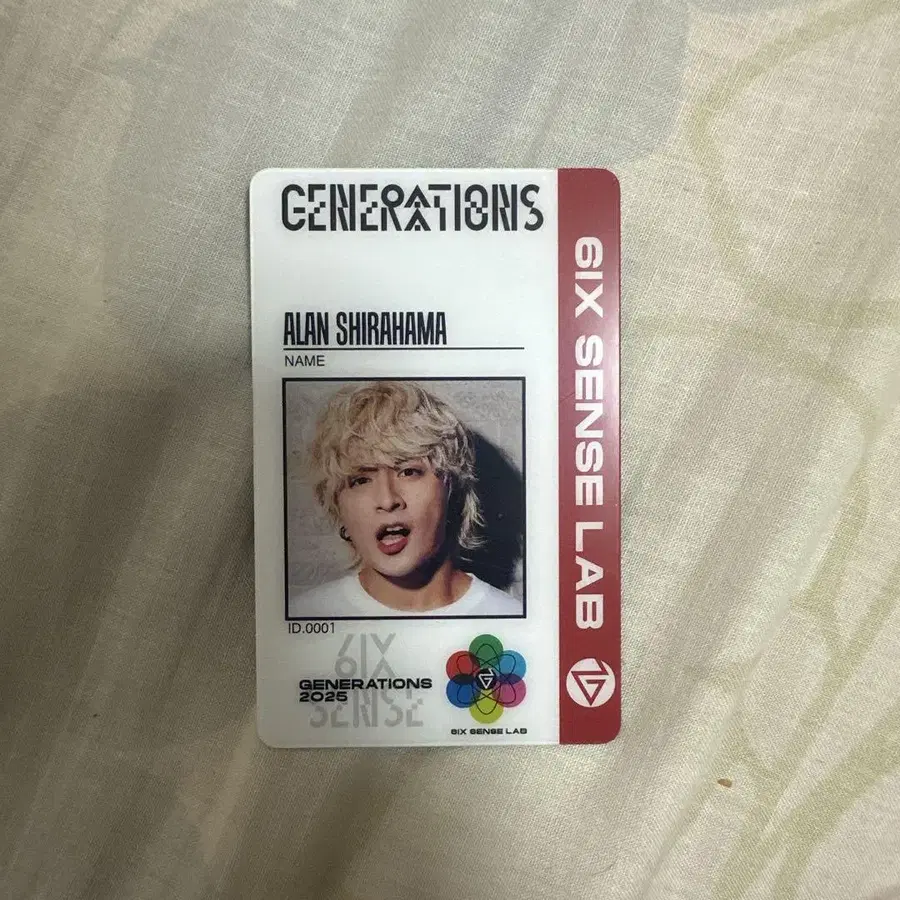 GENERATIONS
ALAN SHIRAHAMA
NAME
ID.0001
6IX
GENERATIONS
2025
SENSE
6IX SENSE LAB
6IX SENSE LAB